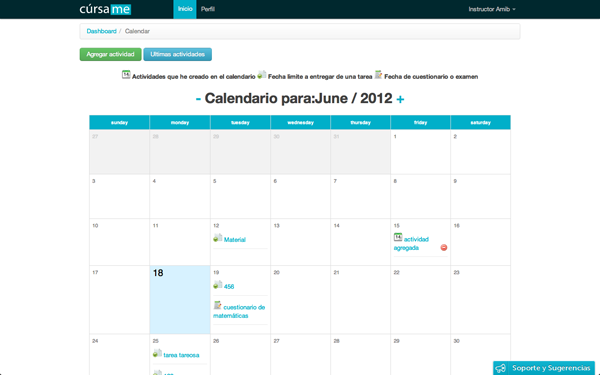 cúrsame Inicio Perfil Instructor Amib
Dashboard / Calendar
Agregar actividad Ultimas actividades
14 Actividades que he creado en el calendario Fecha limite a entregar de una tarea Fecha de cuestionario o examen
- Calendario para:June / 2012 +
sunday monday tuesday wednesday thursday friday saturday
27 28 29 30 31 1 2
3 4 5 6 7 8 9
10 11 12 13 14 15 16
Material 14 actividad
agregada
17 18 19 20 21 22 23
456
cuestionario de
matemáticas
24 25 26 27 28 29 30
tarea tareosa
Soporte y Sugerencias